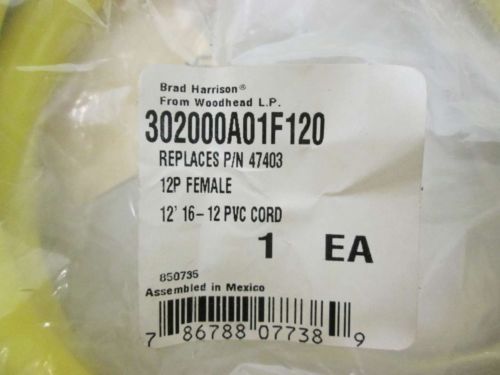 Brad Harrison®
From Woodhead L.P.
302000A01F120
REPLACES P/N 47403
12P FEMALE
12' 16-12 PVC CORD
1 EA
850735
Assembled in Mexico
7 86788 07738 9